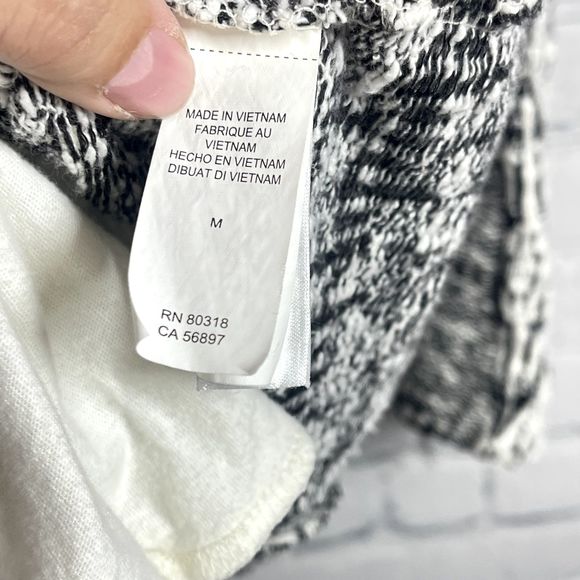 MADE IN VIETNAM
FABRIQUE AU
VIETNAM
HECHO EN VIETNAM
DIBUAT DI VIETNAM
M
RN 80318
CA 56897